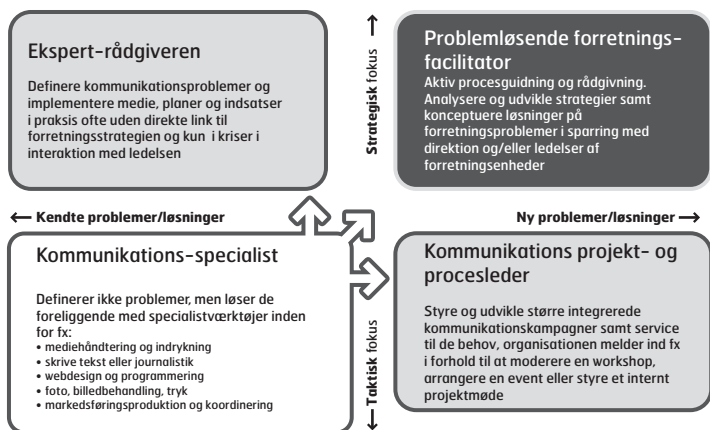 Ekspert-rådgiveren
Definere kommunikationsproblemer og
implementere medie, planer og indsatser
i praksis ofte uden direkte link til
forretningsstrategien og kun i kriser i
interaktion med ledelsen
Strategisk fokus
Problemløsende forretnings-
facilitator
Aktiv procesguidning og rådgivning.
Analysere og udvikle strategier samt
konceptuere løsninger på
forretningsproblemer i sparring med
direktion og/eller ledelser af
forretningsenheder
← Kendte problemer/løsninger
Ny problemer/løsninger →
Kommunikations-specialist
Definerer ikke problemer, men løser de
foreliggende med specialistværktøjer inden
for fx:
• mediehåndtering og indrykning
• skrive tekst eller journalistik
• webdesign og programmering
• foto, billedbehandling, tryk
• markedsføringsproduktion og koordinering
Taktisk fokus
Kommunikations projekt- og
procesleder
Styre og udvikle større integrerede
kommunikationskampagner samt service
til de behov, organisationen melder ind fx
i forhold til at moderere en workshop,
arrangere en event eller styre et internt
projektmøde